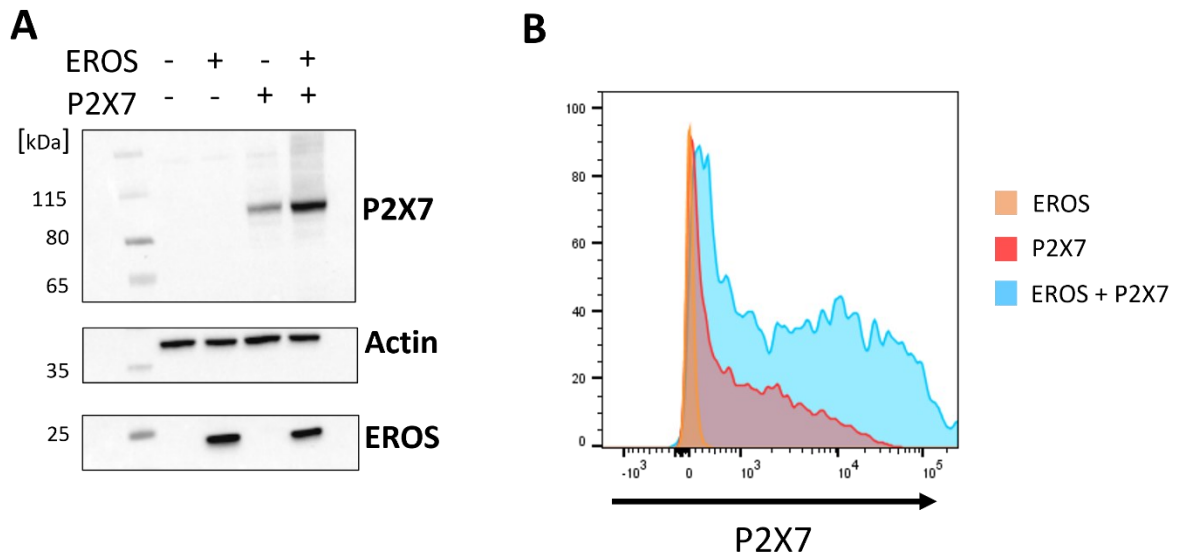 A
EROS - + - +
P2X7 - - + +
[kDa]
115
P2X7
80
65
Actin
35
25
EROS
B
100
80
60
40
20
0
-10³ 0 10³ 10⁴ 10⁵
P2X7
EROS
P2X7
EROS + P2X7